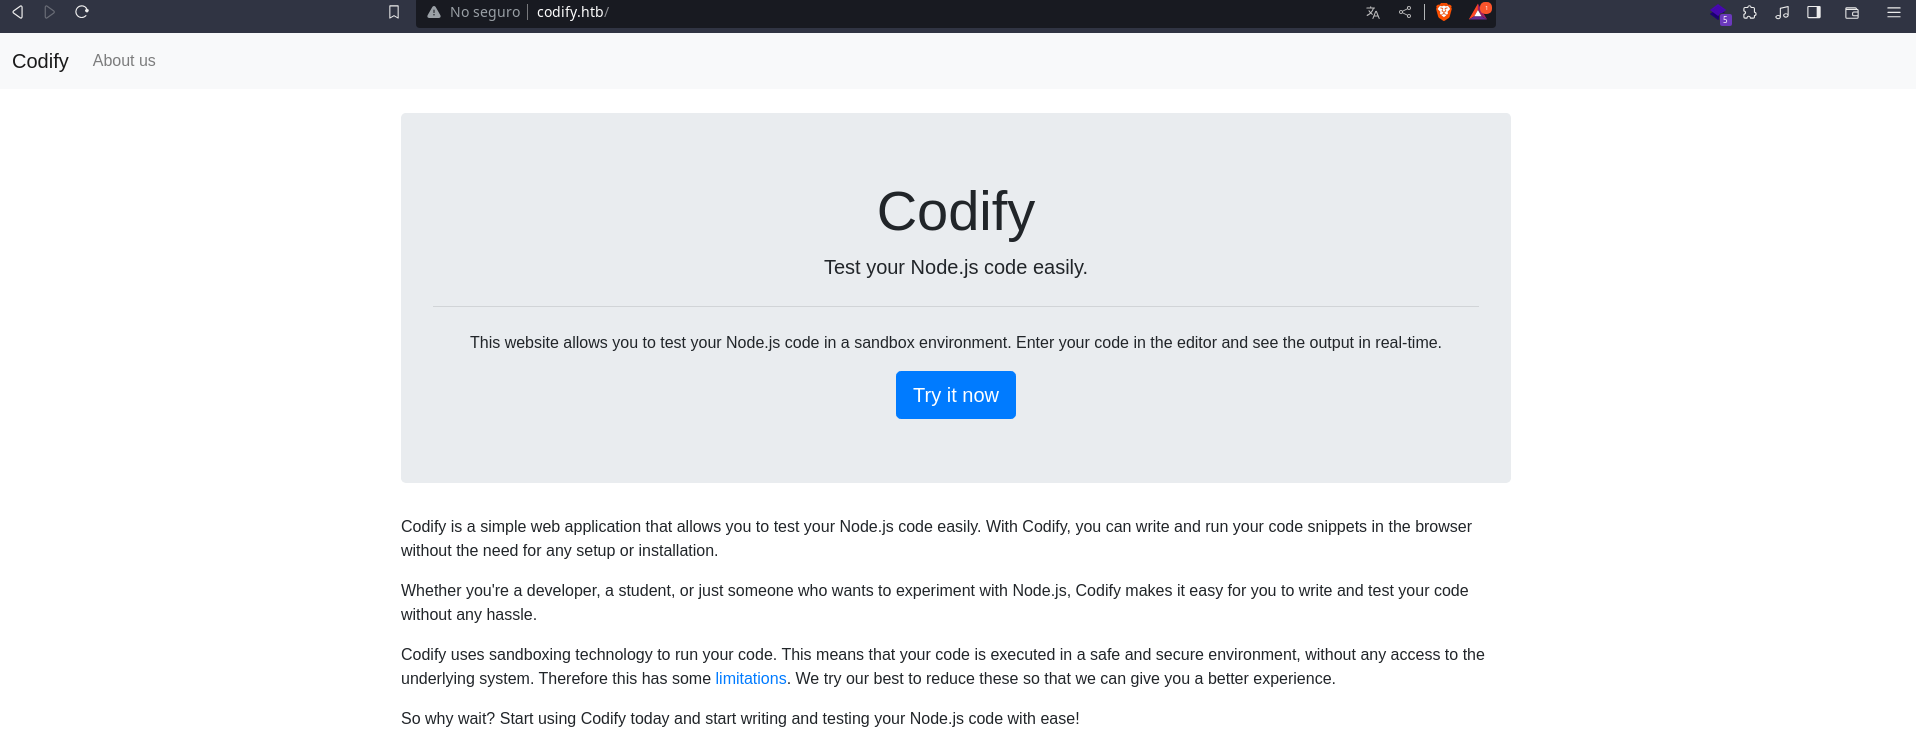 No seguro codify.htb/
5
Codify About us
Codify
Test your Node.js code easily.
This website allows you to test your Node.js code in a sandbox environment. Enter your code in the editor and see the output in real-time.
Try it now
Codify is a simple web application that allows you to test your Node.js code easily. With Codify, you can write and run your code snippets in the browser
without the need for any setup or installation.
Whether you're a developer, a student, or just someone who wants to experiment with Node.js, Codify makes it easy for you to write and test your code
without any hassle.
Codify uses sandboxing technology to run your code. This means that your code is executed in a safe and secure environment, without any access to the
underlying system. Therefore this has some limitations. We try our best to reduce these so that we can give you a better experience.
So why wait? Start using Codify today and start writing and testing your Node.js code with ease!